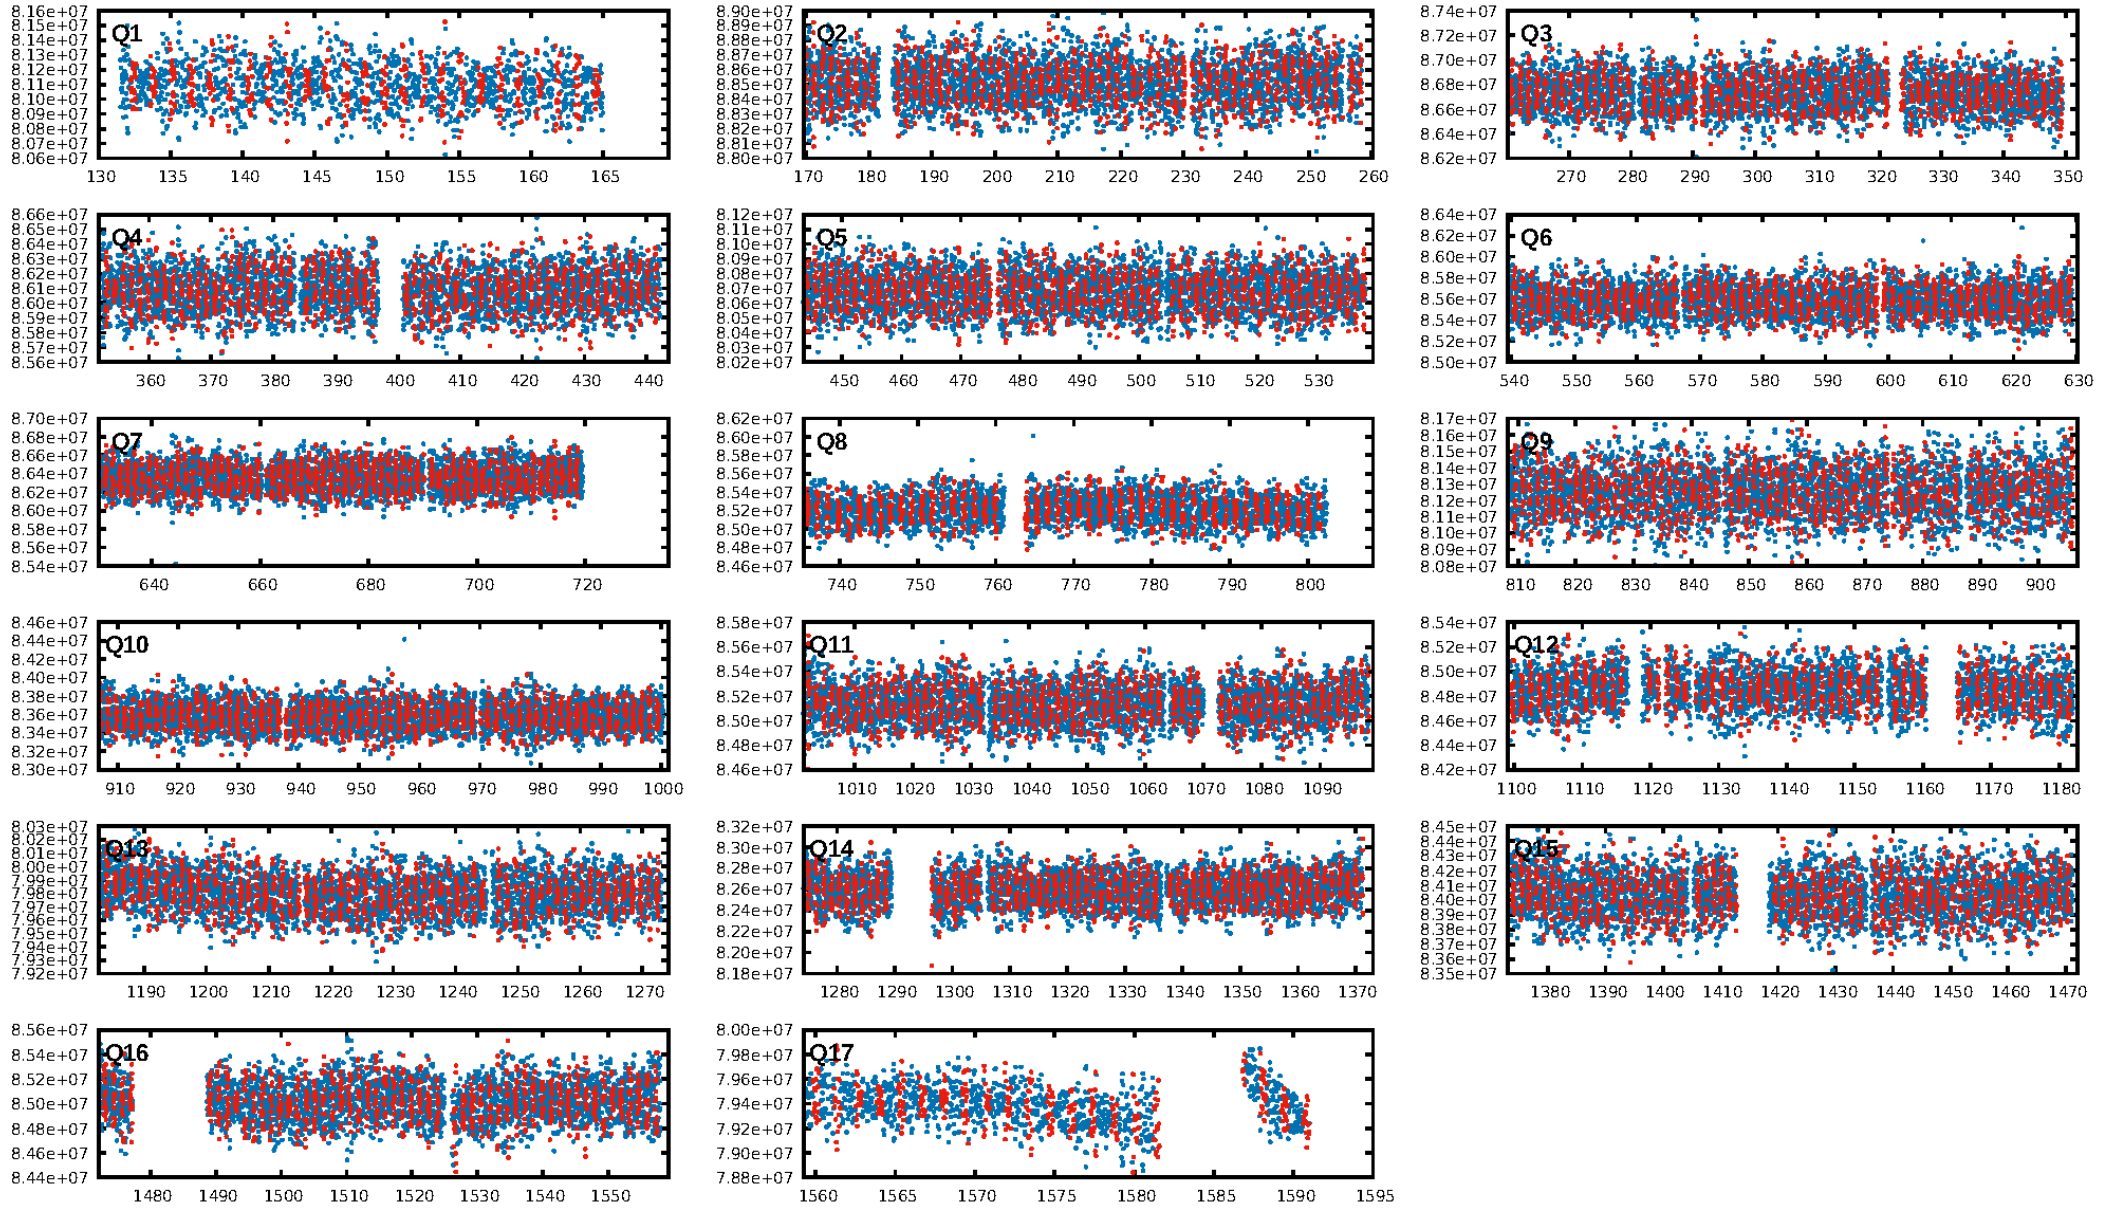 8.16e+07
8.15e+07
8.14e+07
8.13e+07
8.12e+07
8.11e+07
8.10e+07
8.09e+07
8.08e+07
8.07e+07
8.06e+07
Q1
130 135 140 145 150 155 160 165
8.90e+07
8.89e+07
8.88e+07
8.87e+07
8.86e+07
8.85e+07
8.84e+07
8.83e+07
8.82e+07
8.81e+07
8.80e+07
Q2
170 180 190 200 210 220 230 240 250 260
8.74e+07
8.72e+07
8.70e+07
8.68e+07
8.66e+07
8.64e+07
8.62e+07
Q3
270 280 290 300 310 320 330 340 350
8.66e+07
8.65e+07
8.64e+07
8.63e+07
8.62e+07
8.61e+07
8.60e+07
8.59e+07
8.58e+07
8.57e+07
8.56e+07
Q4
360 370 380 390 400 410 420 430 440
8.12e+07
8.11e+07
8.10e+07
8.09e+07
8.08e+07
8.07e+07
8.06e+07
8.05e+07
8.04e+07
8.03e+07
8.02e+07
Q5
450 460 470 480 490 500 510 520 530
8.64e+07
8.62e+07
8.60e+07
8.58e+07
8.56e+07
8.54e+07
8.52e+07
8.50e+07
Q6
540 550 560 570 580 590 600 610 620 630
8.70e+07
8.68e+07
8.66e+07
8.64e+07
8.62e+07
8.60e+07
8.58e+07
8.56e+07
8.54e+07
Q7
640 660 680 700 720
8.62e+07
8.60e+07
8.58e+07
8.56e+07
8.54e+07
8.52e+07
8.50e+07
8.48e+07
8.46e+07
Q8
740 750 760 770 780 790 800
8.17e+07
8.16e+07
8.15e+07
8.14e+07
8.13e+07
8.12e+07
8.11e+07
8.10e+07
8.09e+07
8.08e+07
Q9
810 820 830 840 850 860 870 880 890 900
8.46e+07
8.44e+07
8.42e+07
8.40e+07
8.38e+07
8.36e+07
8.34e+07
8.32e+07
8.30e+07
Q10
910 920 930 940 950 960 970 980 990 1000
8.58e+07
8.56e+07
8.54e+07
8.52e+07
8.50e+07
8.48e+07
8.46e+07
Q11
1010 1020 1030 1040 1050 1060 1070 1080 1090
8.54e+07
8.52e+07
8.50e+07
8.48e+07
8.46e+07
8.44e+07
8.42e+07
Q12
1100 1110 1120 1130 1140 1150 1160 1170 1180
8.03e+07
8.02e+07
8.01e+07
8.00e+07
7.99e+07
7.98e+07
7.97e+07
7.96e+07
7.95e+07
7.94e+07
7.93e+07
7.92e+07
Q13
1190 1200 1210 1220 1230 1240 1250 1260 1270
8.32e+07
8.30e+07
8.28e+07
8.26e+07
8.24e+07
8.22e+07
8.20e+07
8.18e+07
Q14
1280 1290 1300 1310 1320 1330 1340 1350 1360 1370
8.45e+07
8.44e+07
8.43e+07
8.42e+07
8.41e+07
8.40e+07
8.39e+07
8.38e+07
8.37e+07
8.36e+07
8.35e+07
Q15
1380 1390 1400 1410 1420 1430 1440 1450 1460 1470
8.56e+07
8.54e+07
8.52e+07
8.50e+07
8.48e+07
8.46e+07
8.44e+07
Q16
1480 1490 1500 1510 1520 1530 1540 1550
8.00e+07
7.98e+07
7.96e+07
7.94e+07
7.92e+07
7.90e+07
7.88e+07
Q17
1560 1565 1570 1575 1580 1585 1590 1595